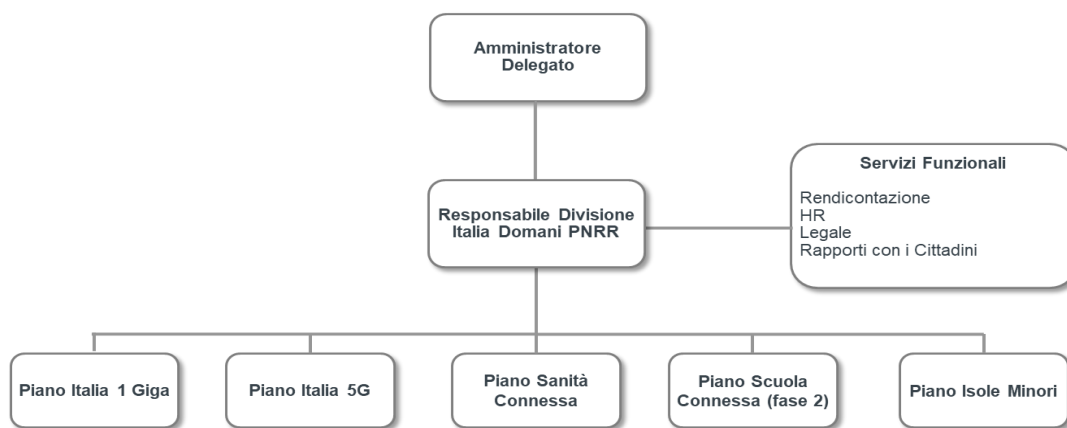 Amministratore
Delegato
Servizi Funzionali
Rendicontazione
HR
Legale
Rapporti con i Cittadini
Responsabile Divisione
Italia Domani PNRR
Piano Italia 1 Giga
Piano Italia 5G
Piano Sanità
Connessa
Piano Scuola
Connessa (fase 2)
Piano Isole Minori